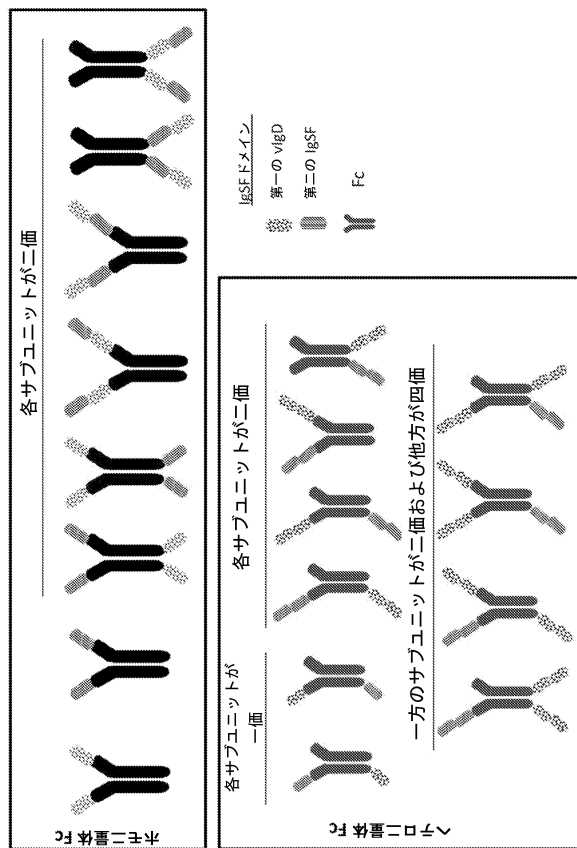 ホモ二量体 Fc
各サブユニットが二価
ヘテロ二量体 Fc
各サブユニットが
一価
各サブユニットが二価
一方のサブユニットが二価および他方が四価
IgSFドメイン
第一の vIgD
第二の IgSF
Fc